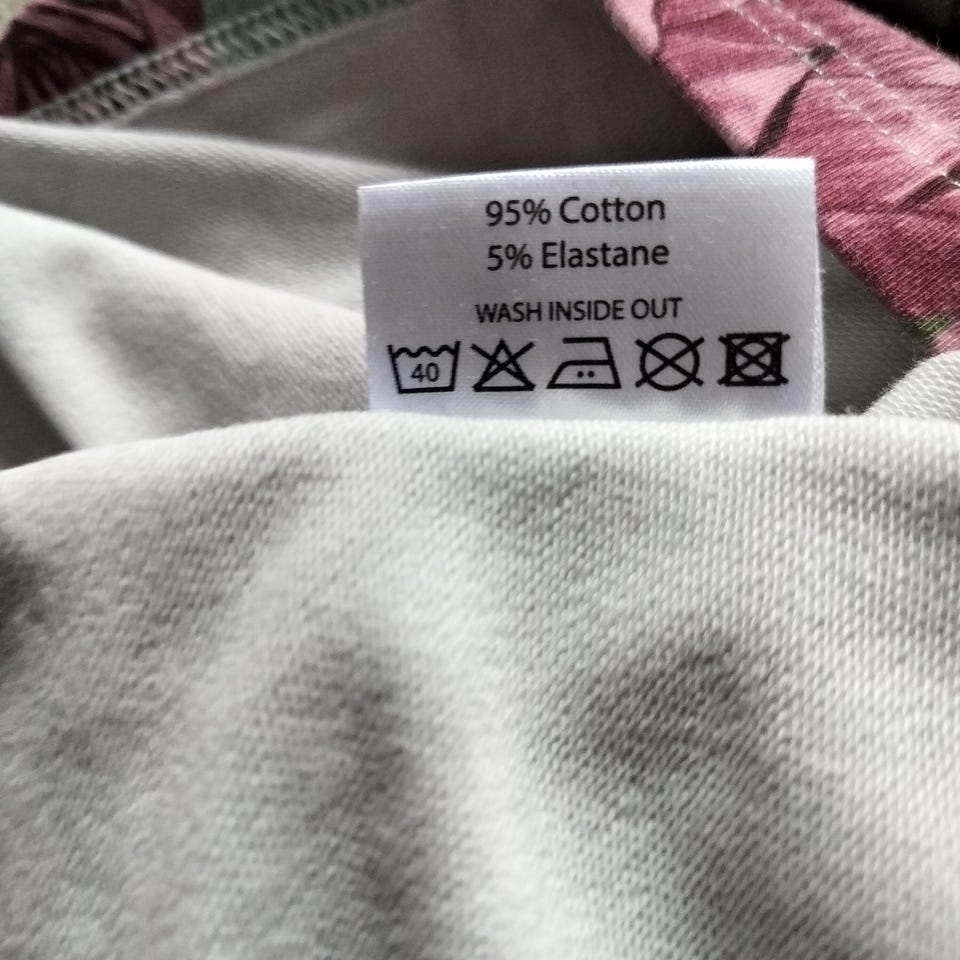 95% Cotton
5% Elastane
WASH INSIDE OUT
40